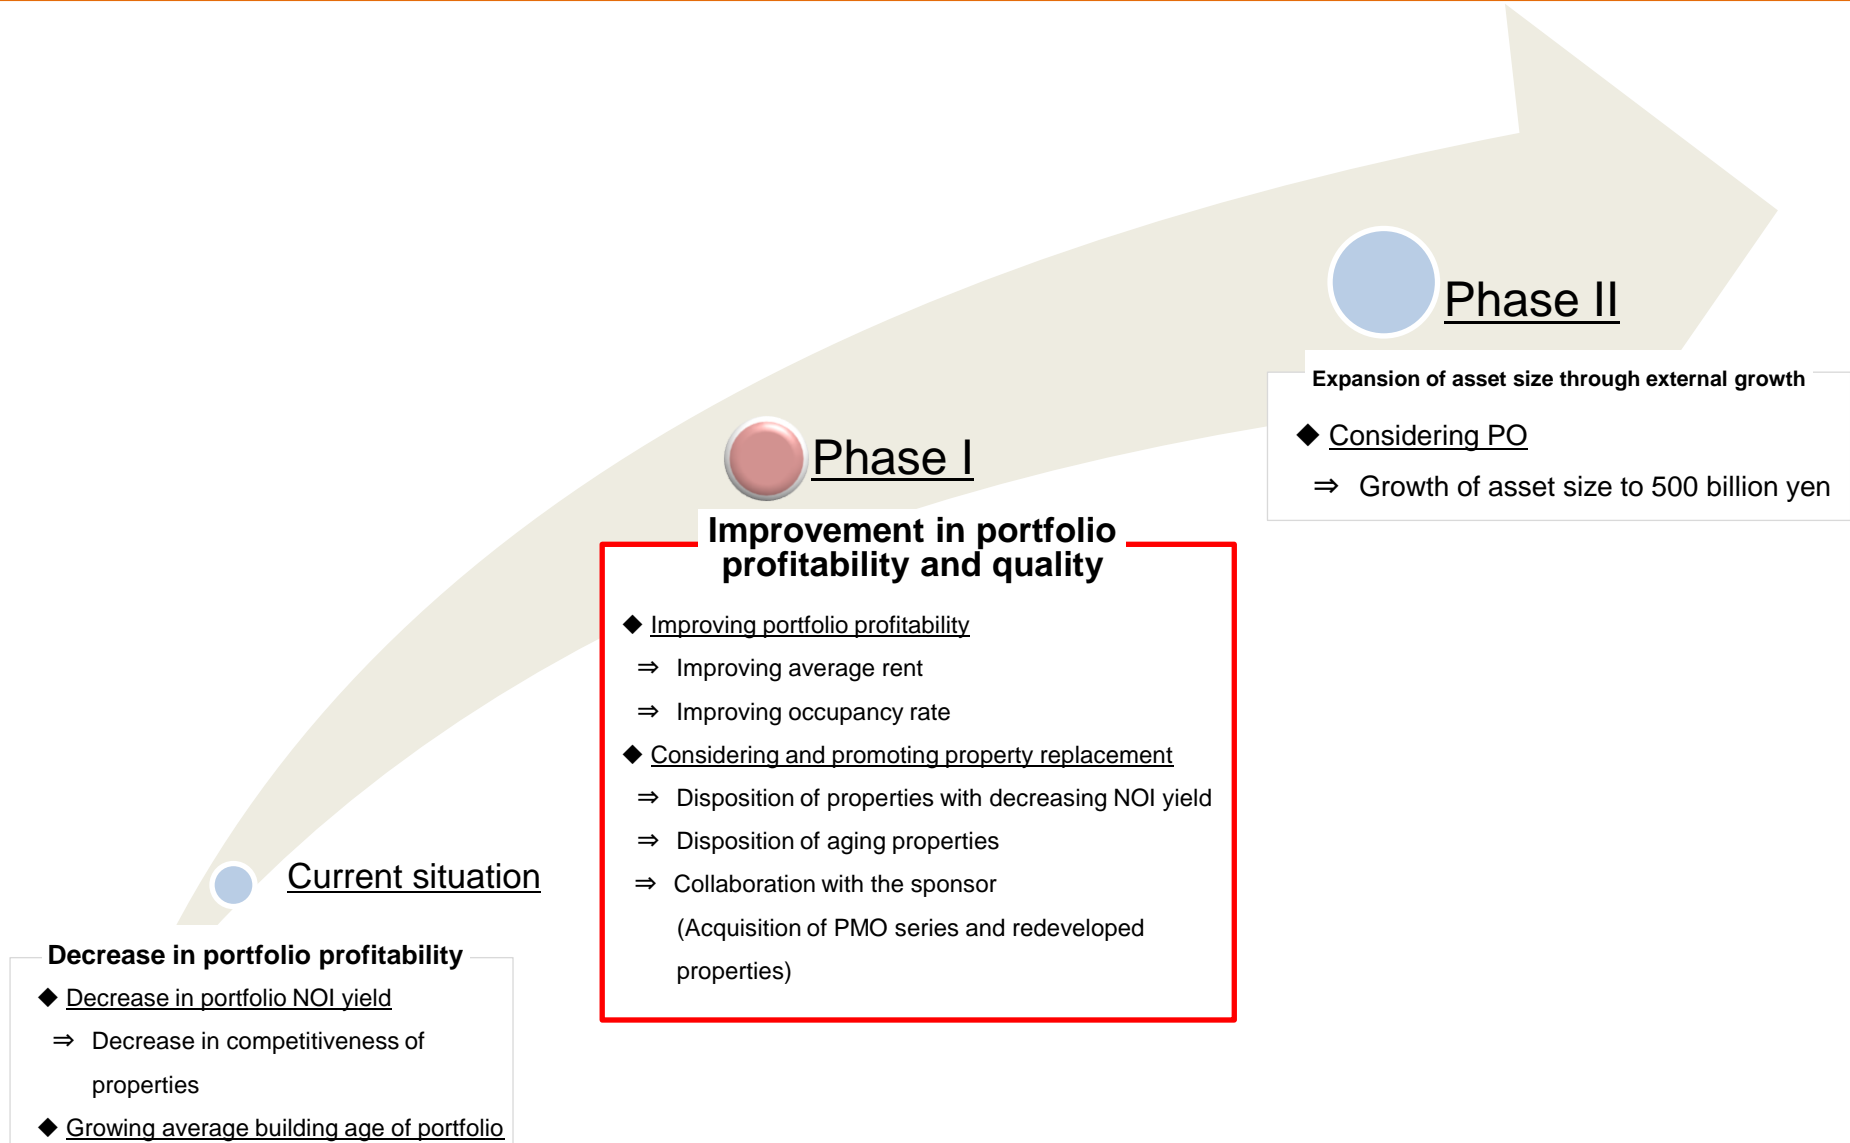 Current situation
Decrease in portfolio profitability
◆ Decrease in portfolio NOI yield
⇒ Decrease in competitiveness of
properties
◆ Growing average building age of portfolio
Phase I
Improvement in portfolio
profitability and quality
◆ Improving portfolio profitability
⇒ Improving average rent
⇒ Improving occupancy rate
◆ Considering and promoting property replacement
⇒ Disposition of properties with decreasing NOI yield
⇒ Disposition of aging properties
⇒ Collaboration with the sponsor
(Acquisition of PMO series and redeveloped
properties)
Phase II
Expansion of asset size through external growth
◆ Considering PO
⇒ Growth of asset size to 500 billion yen